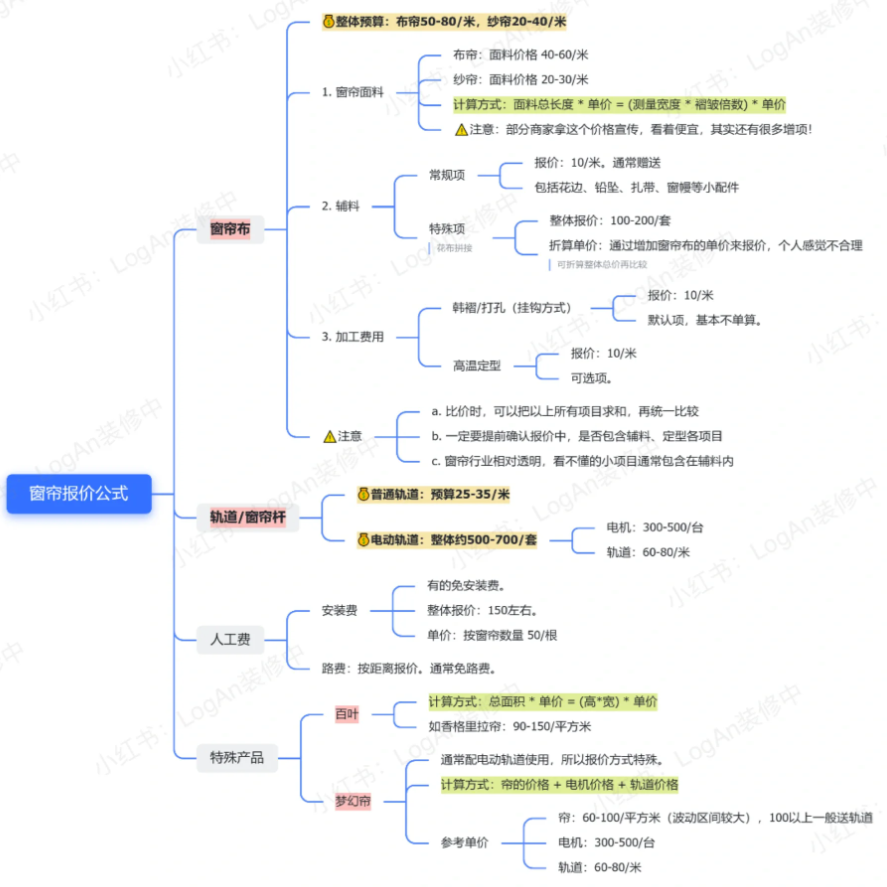 窗帘报价公式
窗帘布
💰整体预算：布帘50-80/米，纱帘20-40/米
1. 窗帘面料
布帘：面料价格 40-60/米
纱帘：面料价格 20-30/米
计算方式：面料总长度 * 单价 = (测量宽度 * 褶皱倍数) * 单价
⚠️注意：部分商家拿这个价格宣传，看着便宜，其实还有很多增项！
2. 辅料
常规项
报价：10/米。通常赠送
包括花边、铅坠、扎带、窗幔等小配件
特殊项
花布拼接
整体报价：100-200/套
折算单价：通过增加窗帘布的单价来报价，个人感觉不合理
可折算整体总价再比较
3. 加工费用
韩褶/打孔（挂钩方式）
报价：10/米
默认项，基本不单算。
高温定型
报价：10/米
可选项。
⚠️注意
a. 比价时，可以把以上所有项目求和，再统一比较
b. 一定要提前确认报价中，是否包含辅料、定型各项目
c. 窗帘行业相对透明，看不懂的小项目通常包含在辅料内
轨道/窗帘杆
💰普通轨道：预算25-35/米
💰电动轨道：整体约500-700/套
电机：300-500/台
轨道：60-80/米
人工费
安装费
有的免安装费。
整体报价：150左右。
单价：按窗帘数量 50/根
路费：按距离报价。通常免路费。
特殊产品
百叶
计算方式：总面积 * 单价 = (高*宽) * 单价
如香格里拉帘：90-150/平方米
梦幻帘
通常配电动轨道使用，所以报价方式特殊。
计算方式：帘的价格 + 电机价格 + 轨道价格
参考单价
帘：60-100/平方米（波动区间较大），100以上一般送轨道
电机：300-500/台
轨道：60-80/米
小红书：LogAn装修中